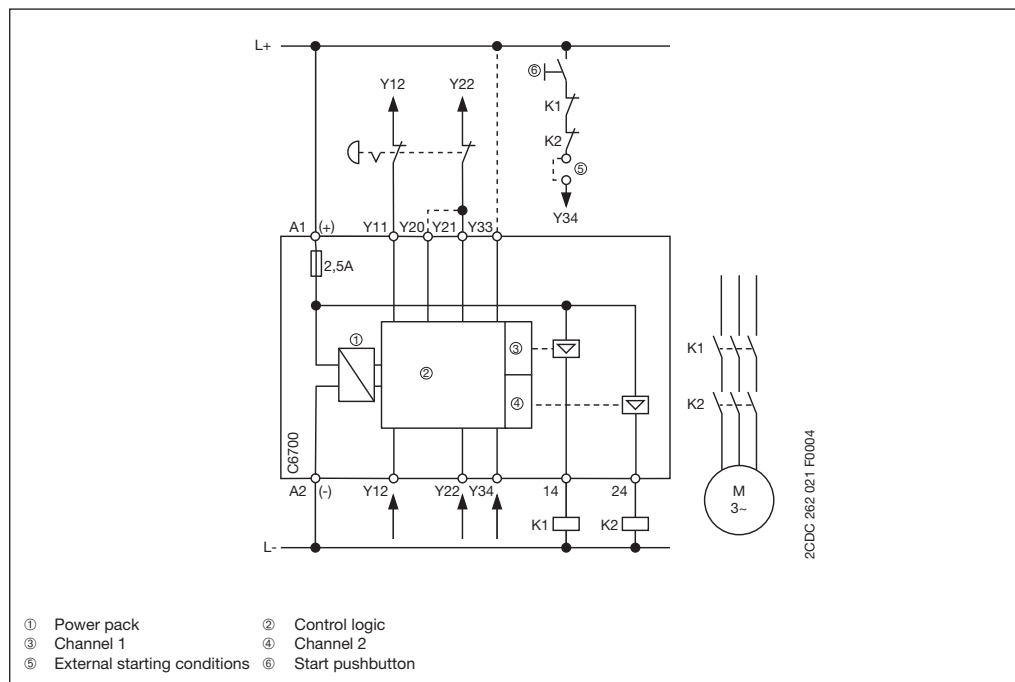 L+
⑥
Y12 Y22
K1
K2
⑤
Y34
A1 (+) Y11 Y20 Y21 Y33
2,5A
①
③
K1
②
④
K2
C6700
2CDC 262 021 F0004
A2 (-) Y12 Y22 Y34 14 24
M
3~
K1 K2
L-
① Power pack ② Control logic
③ Channel 1 ④ Channel 2
⑤ External starting conditions ⑥ Start pushbutton